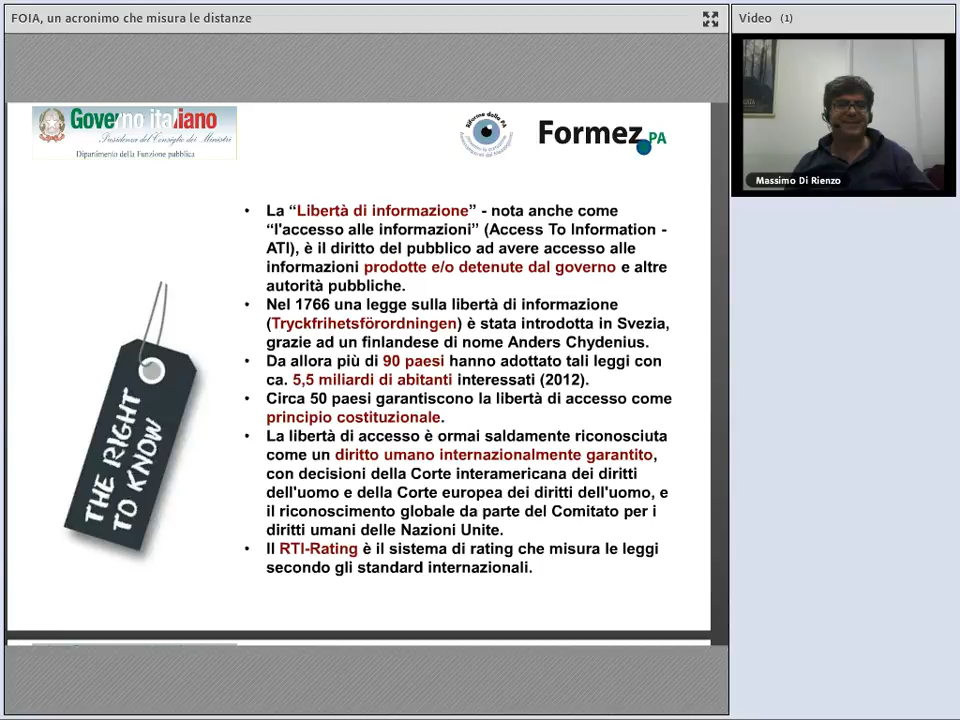 FOIA, un acronimo che misura le distanze
Video (1)
Massimo Di Rienzo
Governo italiano
Presidenza del Consiglio dei Ministri
Dipartimento della Funzione pubblica
Riforme della PA
Formez PA
• La “Libertà di informazione” - nota anche come
“l'accesso alle informazioni” (Access To Information -
ATI), è il diritto del pubblico ad avere accesso alle
informazioni prodotte e/o detenute dal governo e altre
autorità pubbliche.
• Nel 1766 una legge sulla libertà di informazione
(Tryckfrihetsförordningen) è stata introdotta in Svezia,
grazie ad un finlandese di nome Anders Chydenius.
• Da allora più di 90 paesi hanno adottato tali leggi con
ca. 5,5 miliardi di abitanti interessati (2012).
• Circa 50 paesi garantiscono la libertà di accesso come
principio costituzionale.
• La libertà di accesso è ormai saldamente riconosciuta
come un diritto umano internazionalmente garantito,
con decisioni della Corte interamericana dei diritti
dell'uomo e della Corte europea dei diritti dell'uomo, e
il riconoscimento globale da parte del Comitato per i
diritti umani delle Nazioni Unite.
• Il RTI-Rating è il sistema di rating che misura le leggi
secondo gli standard internazionali.
THE RIGHT
TO KNOW